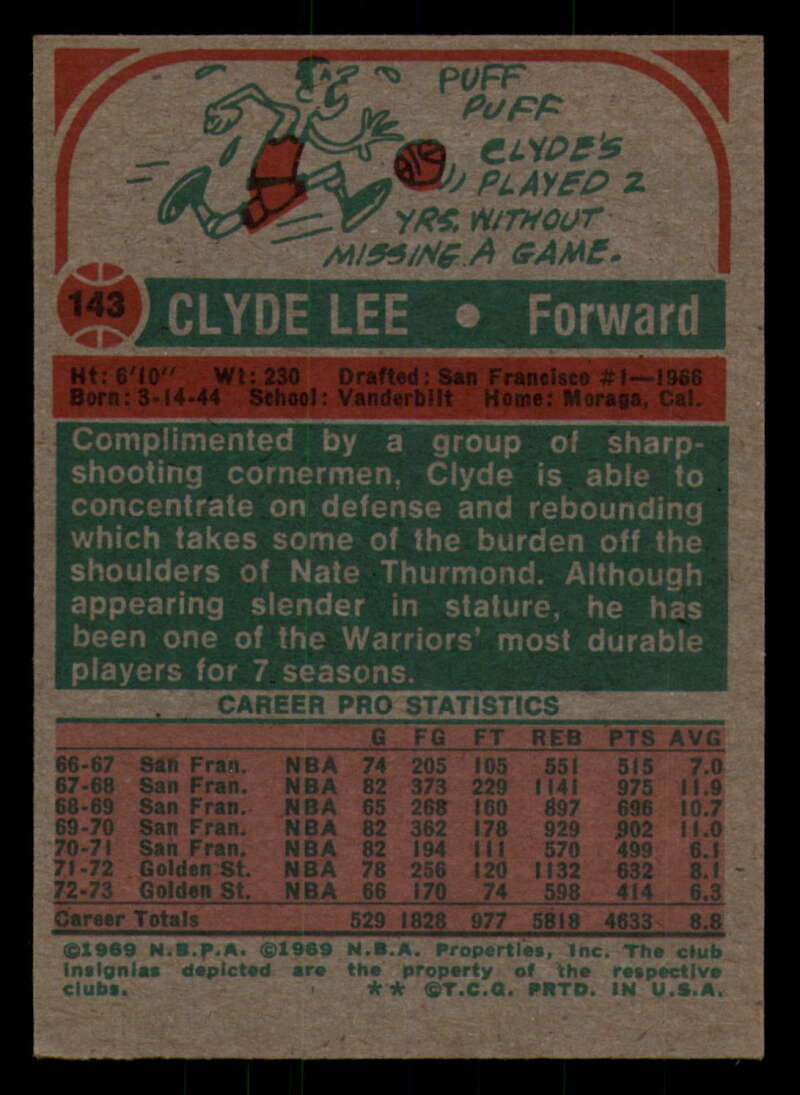 PUFF
PUFF
CLYDE'S
PLAYED 2
YRS. WITHOUT
MISSING A GAME.
143 CLYDE LEE • Forward
Ht: 6'10" Wt: 230 Drafted: San Francisco #1—1966
Born: 3-14-44 School: Vanderbilt Home: Moraga, Cal.
Complimented by a group of sharp-
shooting cornermen, Clyde is able to
concentrate on defense and rebounding
which takes some of the burden off the
shoulders of Nate Thurmond. Although
appearing slender in stature, he has
been one of the Warriors' most durable
players for 7 seasons.
CAREER PRO STATISTICS
G FG FT REB PTS AVG
66-67 San Fran. NBA 74 205 105 551 515 7.0
67-68 San Fran. NBA 82 373 229 1141 975 11.9
68-69 San Fran. NBA 65 268 160 897 696 10.7
69-70 San Fran. NBA 82 362 178 929 902 11.0
70-71 San Fran. NBA 82 194 111 570 499 6.1
71-72 Golden St. NBA 78 256 120 1132 632 8.1
72-73 Golden St. NBA 66 170 74 598 414 6.3
Career Totals 529 1828 977 5818 4633 8.8
©1969 N.B.P.A. ©1969 N.B.A. Properties, Inc. The club
insignias depicted are the property of the respective
clubs. ** ©T.C.G. PRTD. IN U.S.A.